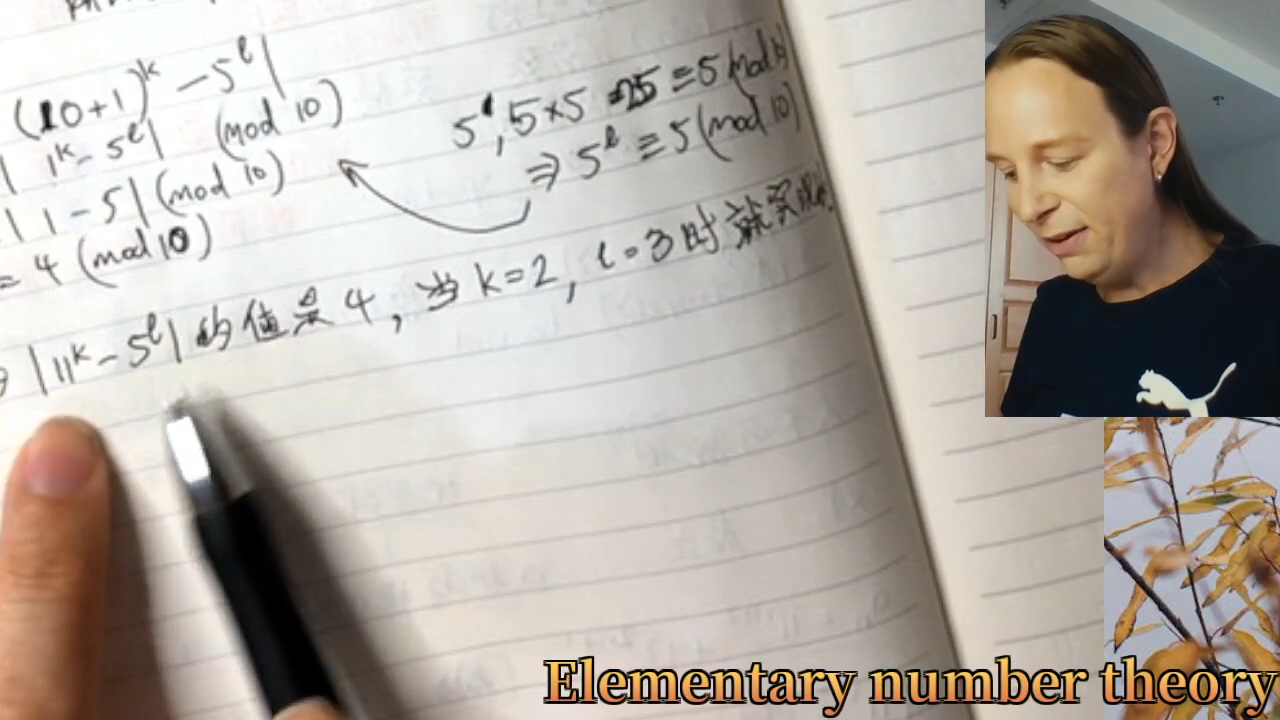 (10+1)^k - 5^l|
| 1^k - 5^l| (mod 10)
| 1 - 5| (mod 10)
= 4 (mod 10)
5^1, 5×5 =25 ≡5 (mod 10)
⇒ 5^l ≡ 5 (mod 10)
|11^k - 5^l| 的值是 4, 当 k=2, l=3 时就实现
Elementary number theory